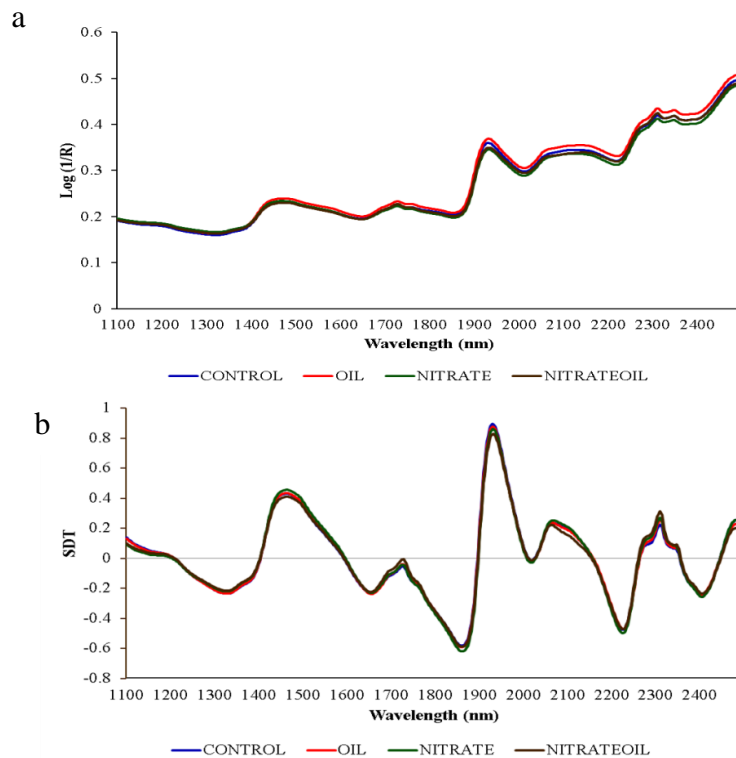 a
0.6
0.5
0.4
0.3
0.2
0.1
0
Log (1/R)
1100 1200 1300 1400 1500 1600 1700 1800 1900 2000 2100 2200 2300 2400
Wavelength (nm)
CONTROL OIL NITRATE NITRATEOIL
b
1
0.8
0.6
0.4
0.2
0
-0.2
-0.4
-0.6
-0.8
SDT
1100 1200 1300 1400 1500 1600 1700 1800 1900 2000 2100 2200 2300 2400
Wavelength (nm)
CONTROL OIL NITRATE NITRATEOIL